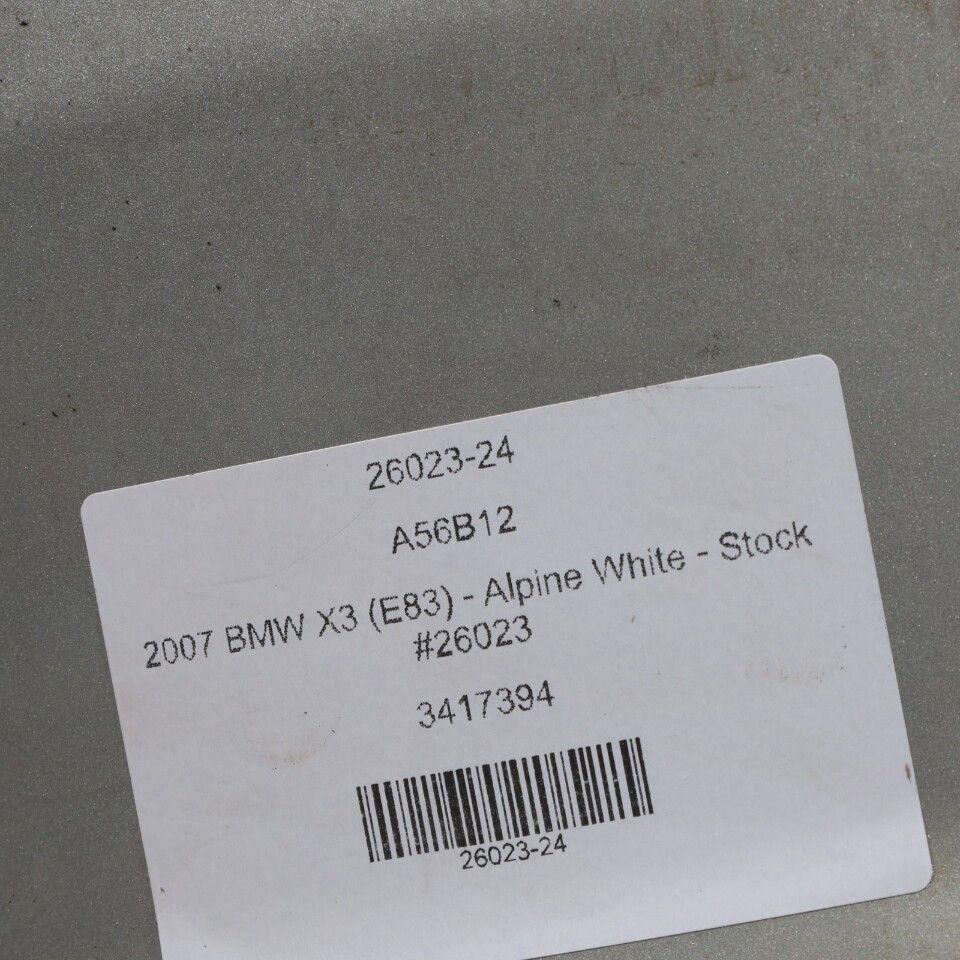 26023-24
A56B12
2007 BMW X3 (E83) - Alpine White - Stock
#26023
3417394
26023-24